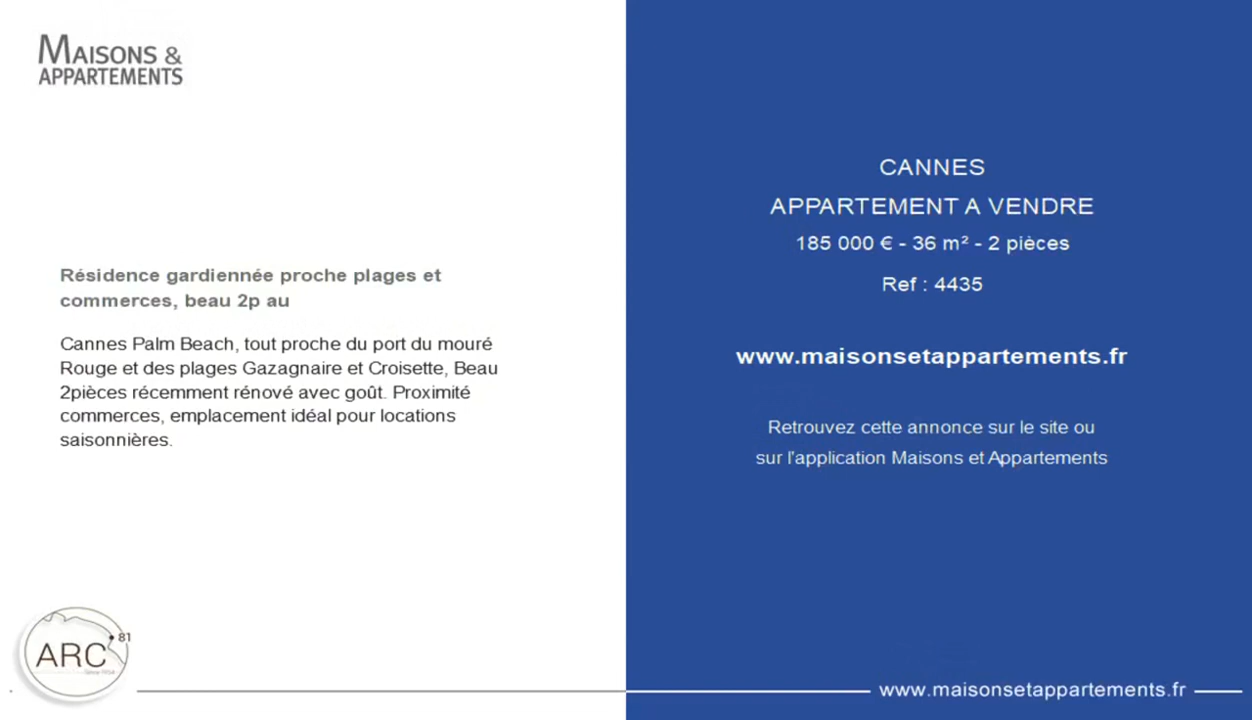 MAISONS &
APPARTEMENTS
Résidence gardiennée proche plages et
commerces, beau 2p au
Cannes Palm Beach, tout proche du port du mouré
Rouge et des plages Gazagnaire et Croisette, Beau
2pièces récemment rénové avec goût. Proximité
commerces, emplacement idéal pour locations
saisonnières.
ARC
81
Since 1954
CANNES
APPARTEMENT A VENDRE
185 000 € - 36 m² - 2 pièces
Ref : 4435
www.maisonsetappartements.fr
Retrouvez cette annonce sur le site ou
sur l'application Maisons et Appartements
www.maisonsetappartements.fr